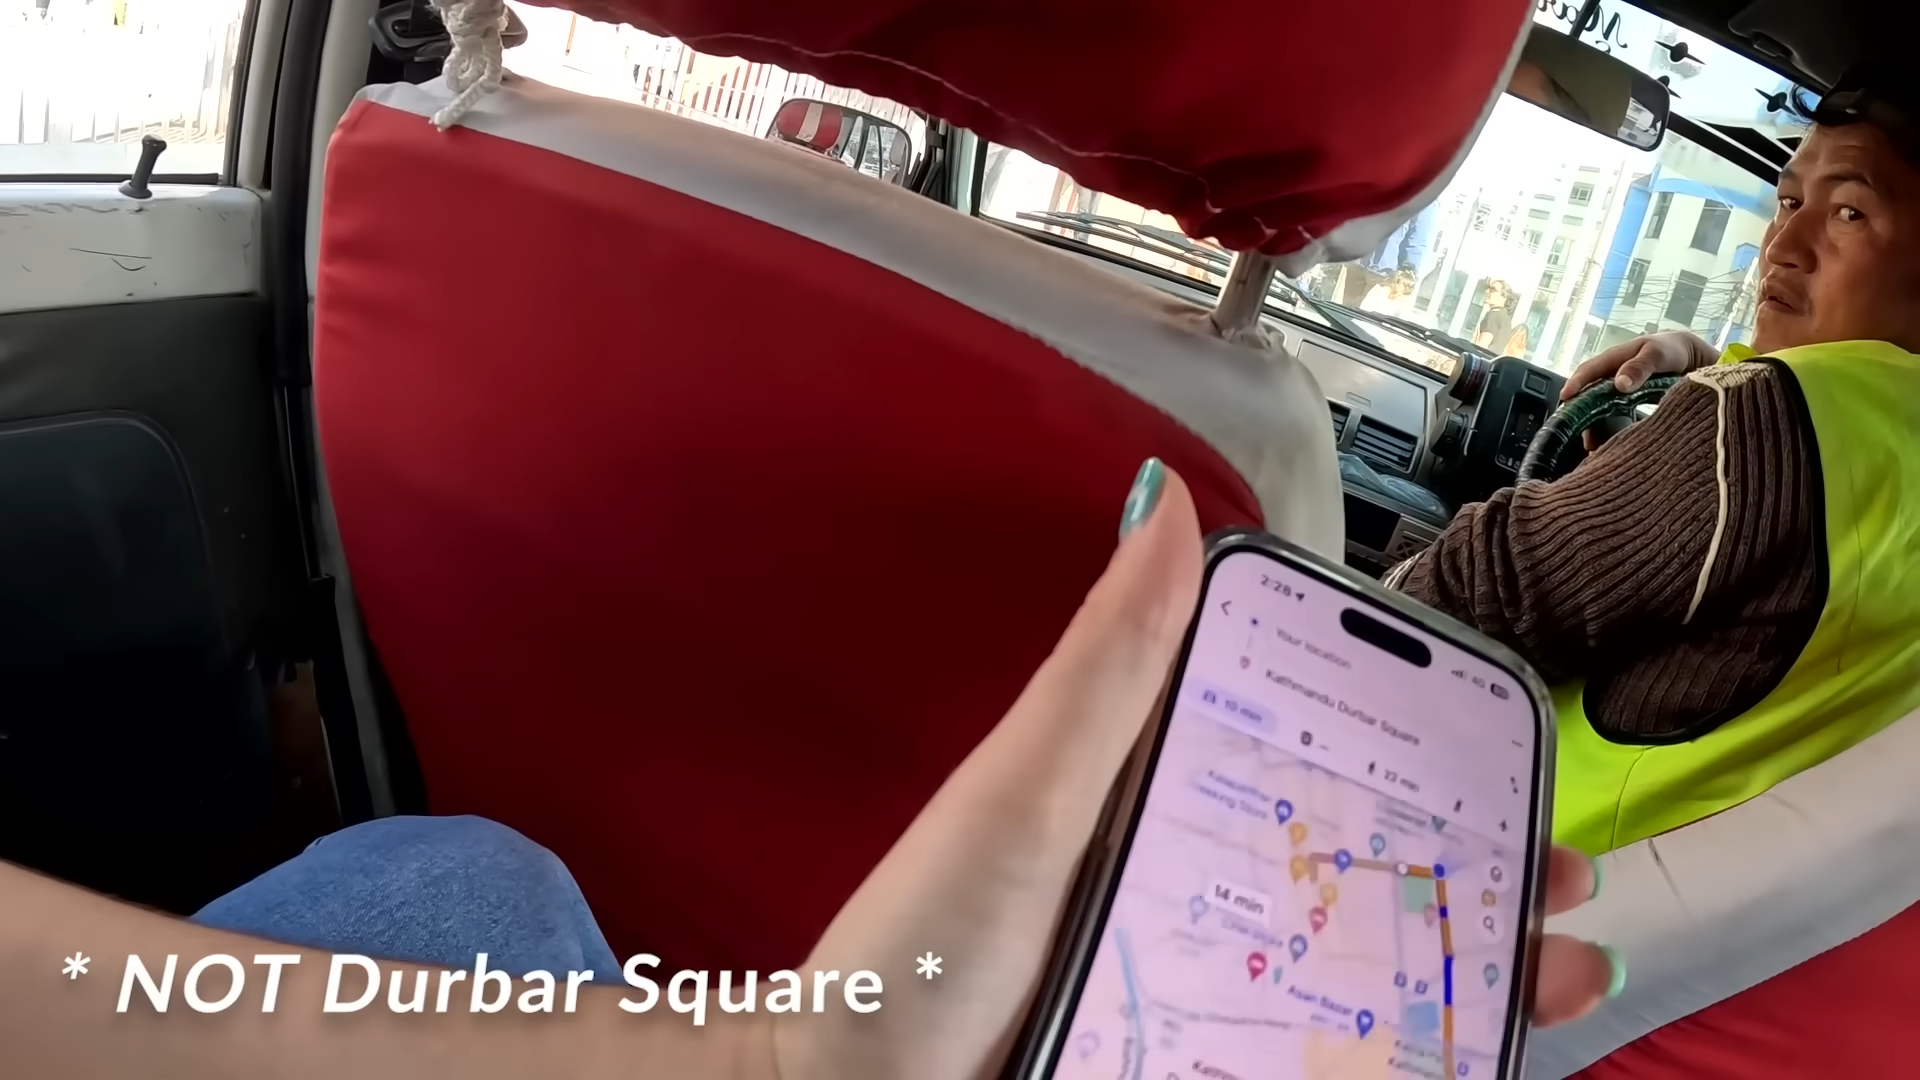 2:28
Your location
Kathmandu Durbar Square
10 min
22 min
14 min
Asan Bazar
* NOT Durbar Square *